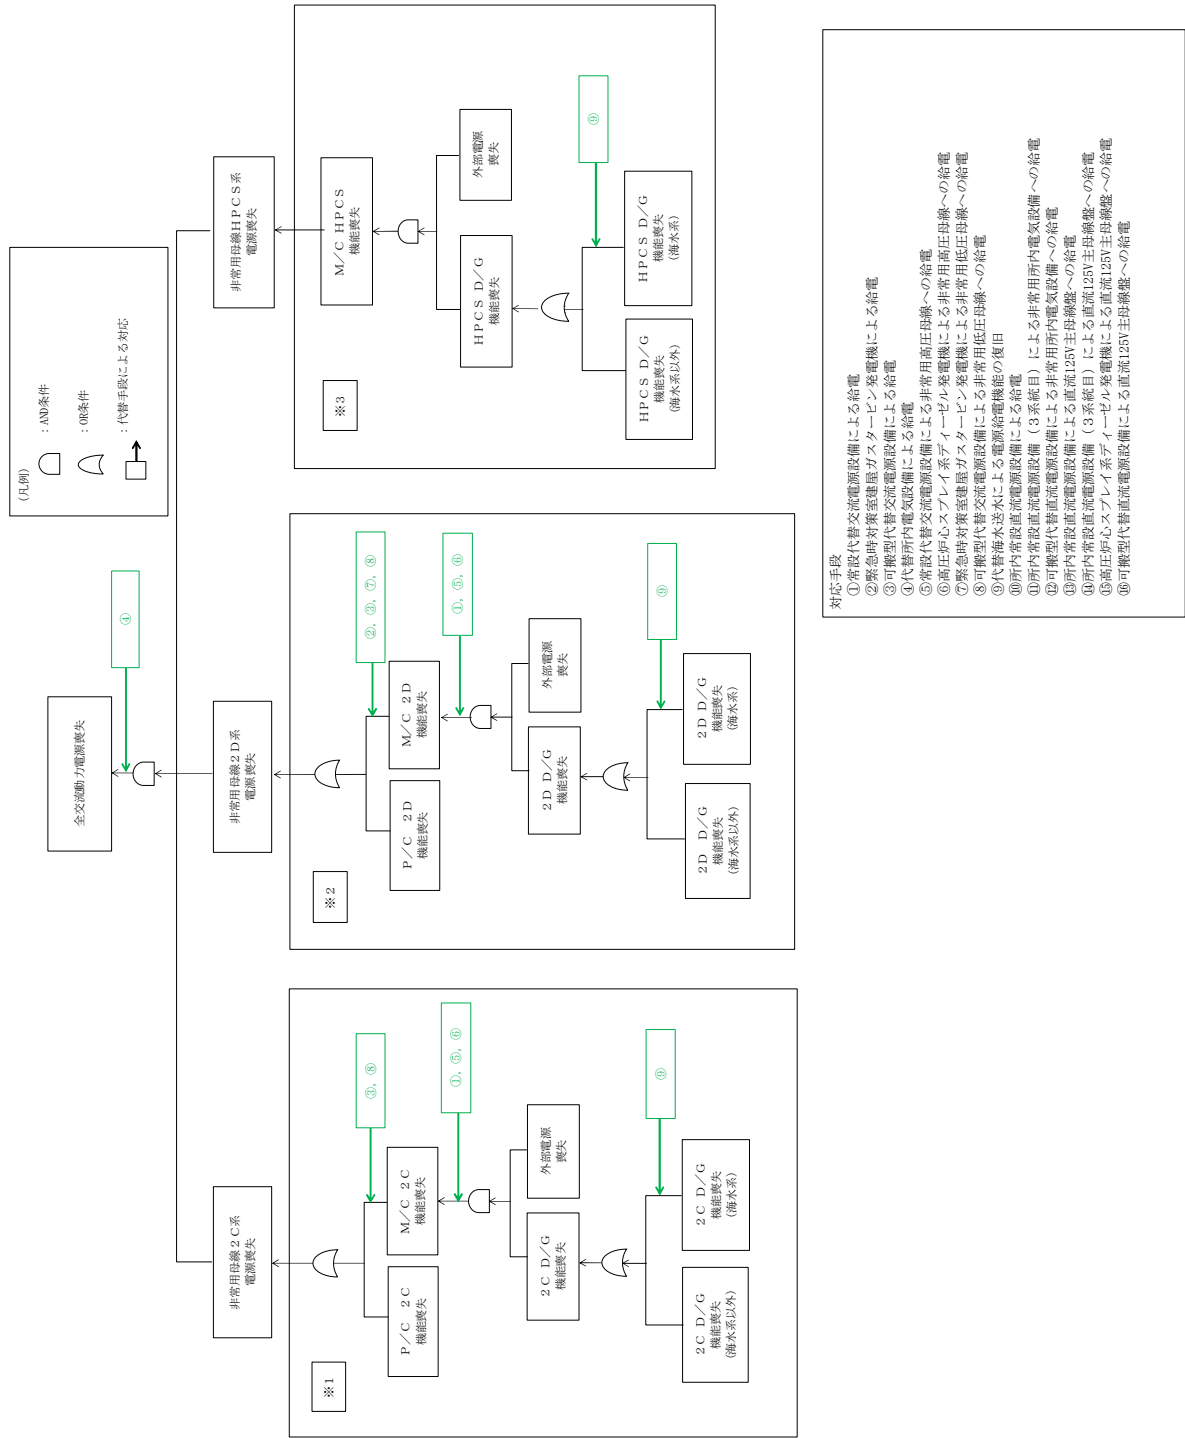 全交流動力電源喪失
④
(凡例)
：AND条件
：OR条件
：代替手段による対応
非常用母線２Ｃ系
電源喪失
非常用母線２Ｄ系
電源喪失
非常用母線ＨＰＣＳ系
電源喪失
※1
③，⑧
Ｐ／Ｃ ２Ｃ
機能喪失
Ｍ／Ｃ ２Ｃ
機能喪失
①，⑤，⑥
２Ｃ Ｄ／Ｇ
機能喪失
外部電源
喪失
⑨
２Ｃ Ｄ／Ｇ
機能喪失
(海水系以外)
２Ｃ Ｄ／Ｇ
機能喪失
(海水系)
※2
②，③，⑦，⑧
Ｐ／Ｃ ２Ｄ
機能喪失
Ｍ／Ｃ ２Ｄ
機能喪失
①，⑤，⑥
２Ｄ Ｄ／Ｇ
機能喪失
外部電源
喪失
⑨
２Ｄ Ｄ／Ｇ
機能喪失
(海水系以外)
２Ｄ Ｄ／Ｇ
機能喪失
(海水系)
※3
Ｍ／Ｃ ＨＰＣＳ
機能喪失
ＨＰＣＳ Ｄ／Ｇ
機能喪失
外部電源
喪失
⑨
ＨＰＣＳ Ｄ／Ｇ
機能喪失
(海水系以外)
ＨＰＣＳ Ｄ／Ｇ
機能喪失
(海水系)
対応手段
①常設代替交流電源設備による給電
②緊急時対策室建屋ガスタービン発電機による給電
③可搬型代替交流電源設備による給電
④代替所内電気設備による給電
⑤常設代替交流電源設備による非常用高圧母線への給電
⑥高圧炉心スプレイ系ディーゼル発電機による非常用高圧母線への給電
⑦緊急時対策室建屋ガスタービン発電機による非常用低圧母線への給電
⑧可搬型代替交流電源設備による非常用低圧母線への給電
⑨代替海水送水による電源給電機能の復旧
⑩所内常設直流電源設備による給電
⑪所内常設直流電源設備（３系統目）による非常用所内電気設備への給電
⑫可搬型代替直流電源設備による非常用所内電気設備への給電
⑬所内常設直流電源設備による直流125V主母線盤への給電
⑭所内常設直流電源設備（３系統目）による直流125V主母線盤への給電
⑮高圧炉心スプレイ系ディーゼル発電機による直流125V主母線盤への給電
⑯可搬型代替直流電源設備による直流125V主母線盤への給電